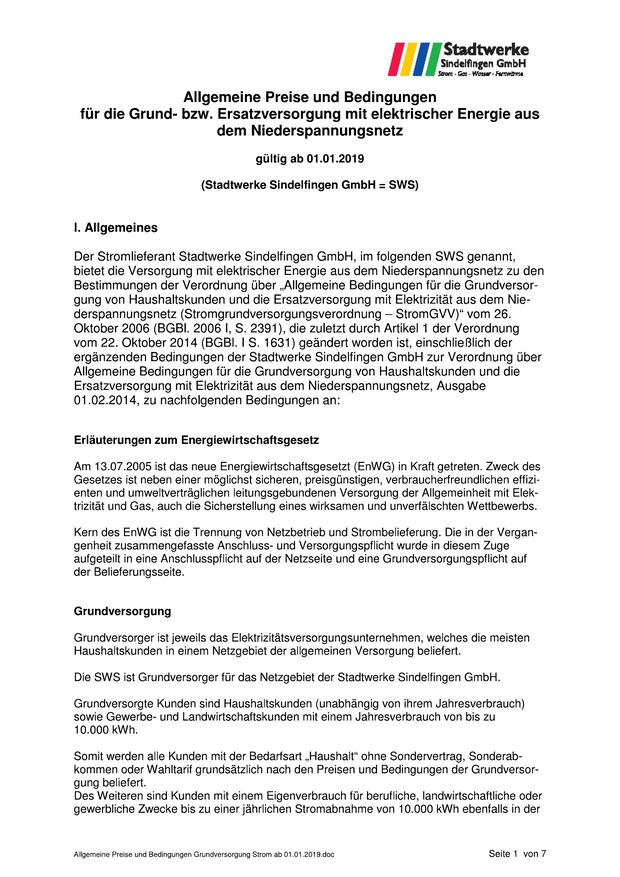 Stadtwerke
Sindelfingen GmbH
Strom - Gas - Wasser - Fernwärme
Allgemeine Preise und Bedingungen
für die Grund- bzw. Ersatzversorgung mit elektrischer Energie aus
dem Niederspannungsnetz
gültig ab 01.01.2019
(Stadtwerke Sindelfingen GmbH = SWS)
I. Allgemeines
Der Stromlieferant Stadtwerke Sindelfingen GmbH, im folgenden SWS genannt,
bietet die Versorgung mit elektrischer Energie aus dem Niederspannungsnetz zu den
Bestimmungen der Verordnung über „Allgemeine Bedingungen für die Grundversor-
gung von Haushaltskunden und die Ersatzversorgung mit Elektrizität aus dem Nie-
derspannungsnetz (Stromgrundversorgungsverordnung – StromGVV)“ vom 26.
Oktober 2006 (BGBl. 2006 I, S. 2391), die zuletzt durch Artikel 1 der Verordnung
vom 22. Oktober 2014 (BGBl. I S. 1631) geändert worden ist, einschließlich der
ergänzenden Bedingungen der Stadtwerke Sindelfingen GmbH zur Verordnung über
Allgemeine Bedingungen für die Grundversorgung von Haushaltskunden und die
Ersatzversorgung mit Elektrizität aus dem Niederspannungsnetz, Ausgabe
01.02.2014, zu nachfolgenden Bedingungen an:
Erläuterungen zum Energiewirtschaftsgesetz
Am 13.07.2005 ist das neue Energiewirtschaftsgesetzt (EnWG) in Kraft getreten. Zweck des
Gesetzes ist neben einer möglichst sicheren, preisgünstigen, verbraucherfreundlichen effizi-
enten und umweltverträglichen leitungsgebundenen Versorgung der Allgemeinheit mit Elek-
trizität und Gas, auch die Sicherstellung eines wirksamen und unverfälschten Wettbewerbs.
Kern des EnWG ist die Trennung von Netzbetrieb und Strombelieferung. Die in der Vergan-
genheit zusammengefasste Anschluss- und Versorgungspflicht wurde in diesem Zuge
aufgeteilt in eine Anschlusspflicht auf der Netzseite und eine Grundversorgungspflicht auf
der Belieferungsseite.
Grundversorgung
Grundversorger ist jeweils das Elektrizitätsversorgungsunternehmen, welches die meisten
Haushaltskunden in einem Netzgebiet der allgemeinen Versorgung beliefert.
Die SWS ist Grundversorger für das Netzgebiet der Stadtwerke Sindelfingen GmbH.
Grundversorgte Kunden sind Haushaltskunden (unabhängig von ihrem Jahresverbrauch)
sowie Gewerbe- und Landwirtschaftskunden mit einem Jahresverbrauch von bis zu
10.000 kWh.
Somit werden alle Kunden mit der Bedarfsart „Haushalt“ ohne Sondervertrag, Sonderab-
kommen oder Wahltarif grundsätzlich nach den Preisen und Bedingungen der Grundversor-
gung beliefert.
Des Weiteren sind Kunden mit einem Eigenverbrauch für berufliche, landwirtschaftliche oder
gewerbliche Zwecke bis zu einer jährlichen Stromabnahme von 10.000 kWh ebenfalls in der
Allgemeine Preise und Bedingungen Grundversorgung Strom ab 01.01.2019.doc
Seite 1 von 7